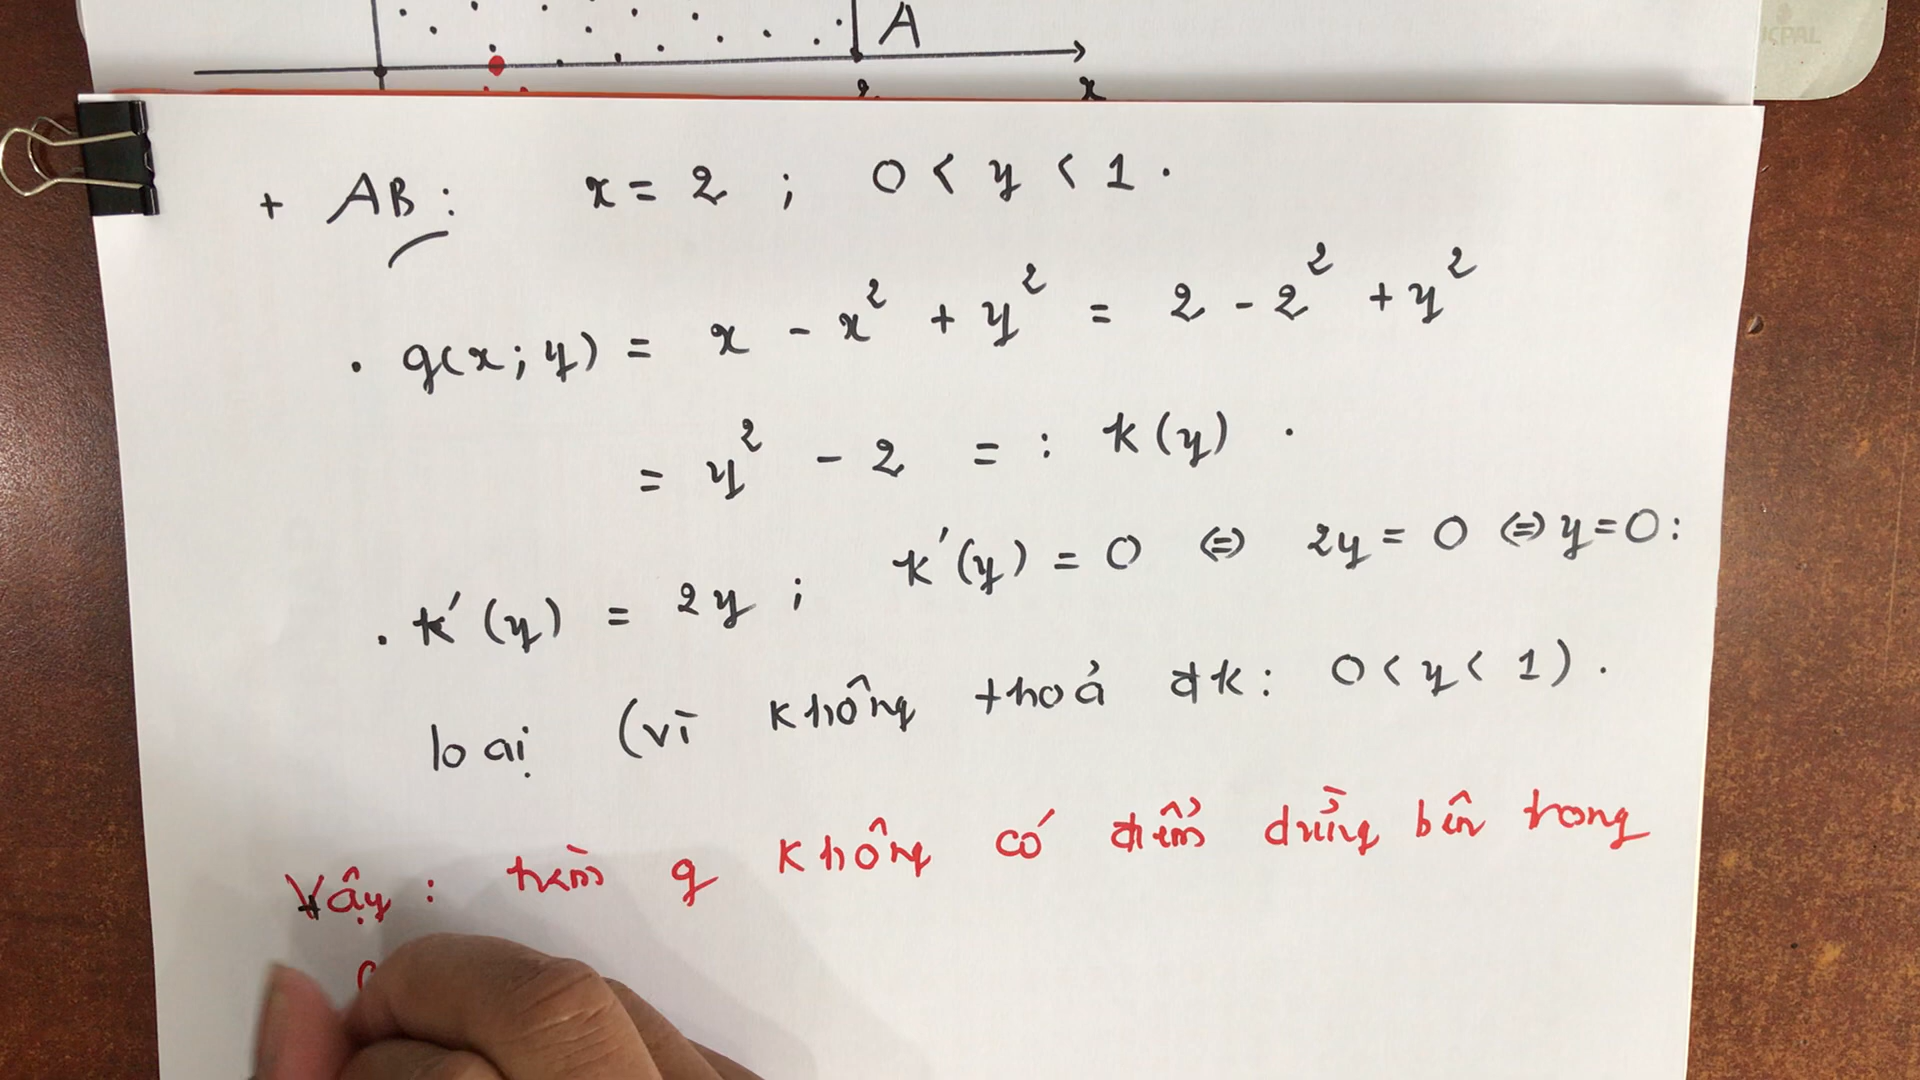 A
x
+ AB : x = 2 ; 0 < y < 1 .
. g(x; y) = x - x² + y² = 2 - 2² + y²
= y² - 2 = : k(y) .
. k'(y) = 2y ; k'(y) = 0 ⇔ 2y = 0 ⇔ y = 0 :
loại (vì không thoả đk: 0 < y < 1) .
Vậy : hàm g không có điểm dừng bên trong